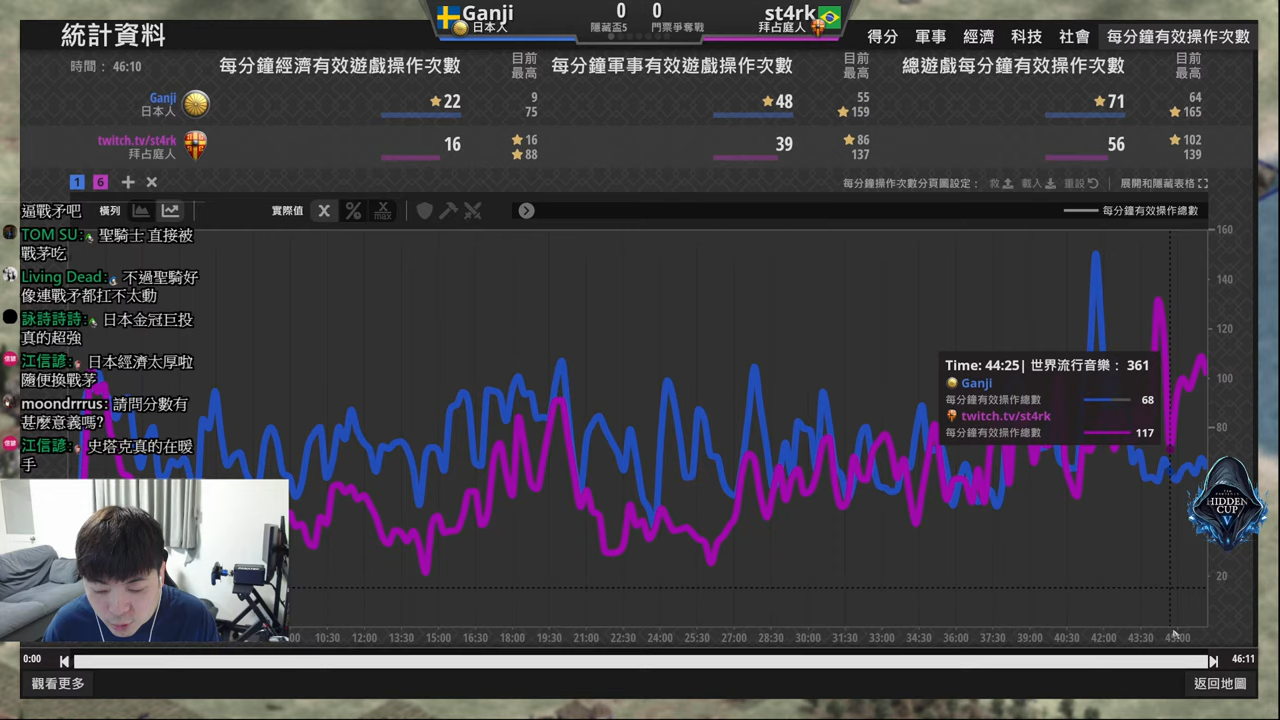 Ganji
0 0
st4rk
日本人
隱藏盃5 門票爭奪戰
拜占庭人
統計資料
得分 軍事 經濟 科技 社會 每分鐘有效操作次數
時間： 46:10
每分鐘經濟有效遊戲操作次數
目前
最高
每分鐘軍事有效遊戲操作次數
目前
最高
總遊戲每分鐘有效操作次數
目前
最高
Ganji
日本人
22
9
75
48
55
159
71
64
165
twitch.tv/st4rk
拜占庭人
16
16
88
39
86
137
56
102
139
1 6
每分鐘操作次數分頁圖設定： 救 載入 重設 展開和隱藏表格
逼戰矛吧
橫列
實際值 X % X max
每分鐘有效操作總數
TOM SU: 聖騎士 直接被
戰茅吃
Living Dead: 不過聖騎好
像連戰矛都扛不太動
詠詩詩詩: 日本金冠巨投
真的超強
江信諺: 日本經濟太厚啦
隨便換戰茅
moondrrrus: 請問分數有
甚麼意義嗎?
江信諺: 史塔克真的在暖
手
160
140
120
100
80
20
Time: 44:25| 世界流行音樂： 361
Ganji
每分鐘有效操作總數 68
twitch.tv/st4rk
每分鐘有效操作總數 117
HIDDEN
CUP
V
10:30 12:00 13:30 15:00 16:30 18:00 19:30 21:00 22:30 24:00 25:30 27:00 28:30 30:00 31:30 33:00 34:30 36:00 37:30 39:00 40:30 42:00 43:30 45:00
0:00
46:11
觀看更多
返回地圖